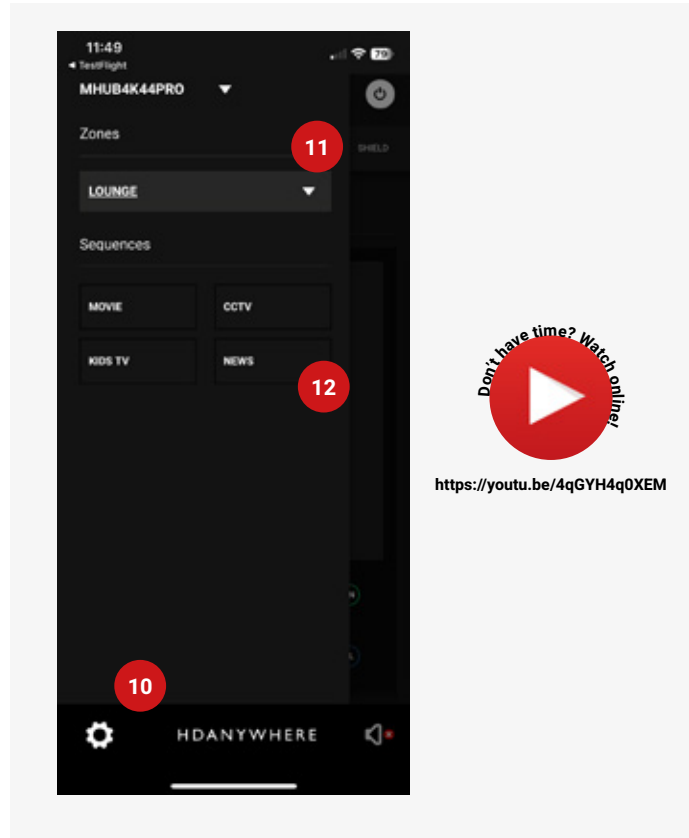 11:49
79
TestFlight
MHUB4K44PRO
Zones
11
SHIELD
LOUNGE
Sequences
MOVIE
CCTV
KIDS TV
NEWS
12
Don't have time? Watch online!
https://youtu.be/4qGYH4q0XEM
10
HDANYWHERE